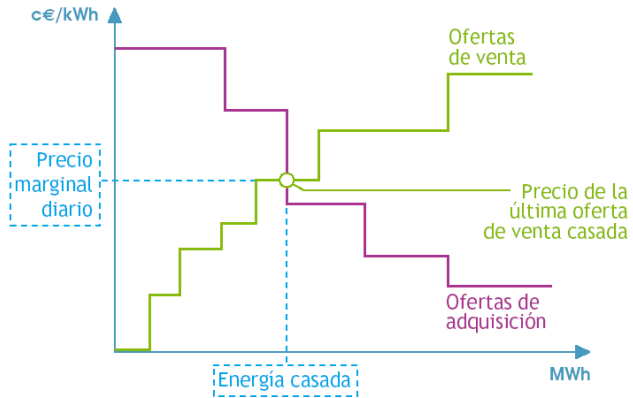 c€/kWh
Ofertas
de venta
Precio
marginal
diario
Precio de la
última oferta
de venta casada
Ofertas de
adquisición
Energía casada
MWh